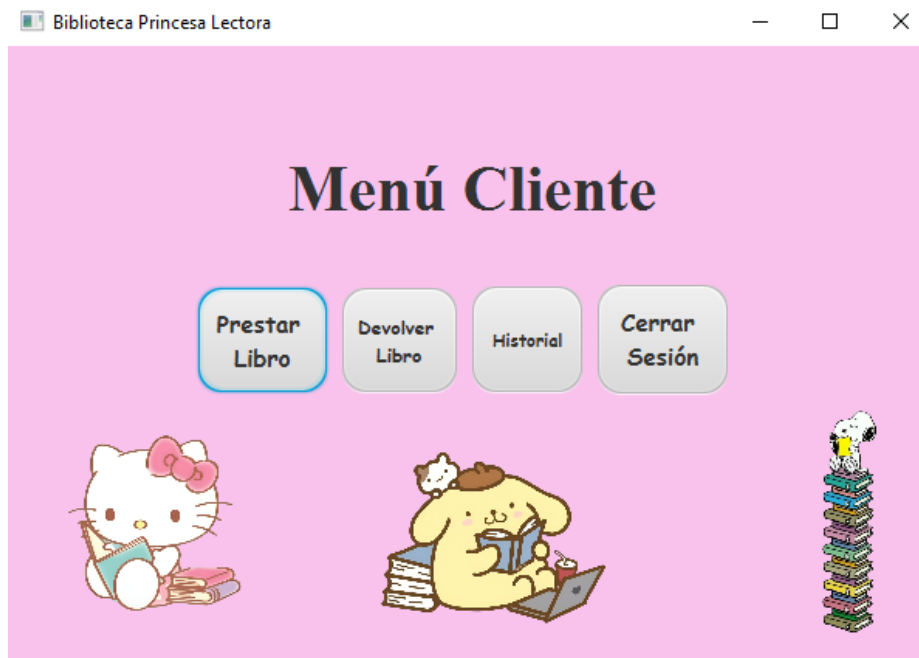 Biblioteca Princesa Lectora
Menú Cliente
Prestar
Libro
Devolver
Libro
Historial
Cerrar
Sesión